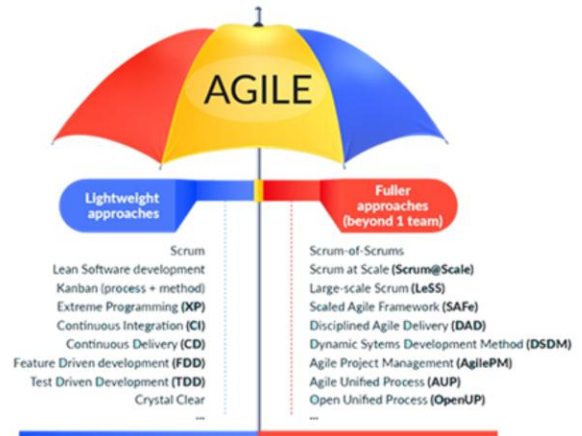 AGILE
Lightweight
approaches
Fuller
approaches
(beyond 1 team)
Scrum
Lean Software development
Kanban (process + method)
Extreme Programming (XP)
Continuous Integration (CI)
Continuous Delivery (CD)
Feature Driven development (FDD)
Test Driven Development (TDD)
Crystal Clear
...
Scrum-of-Scrums
Scrum at Scale (Scrum@Scale)
Large-scale Scrum (LeSS)
Scaled Agile Framework (SAFe)
Disciplined Agile Delivery (DAD)
Dynamic Sytems Development Method (DSDM)
Agile Project Management (AgilePM)
Agile Unified Process (AUP)
Open Unified Process (OpenUP)
...